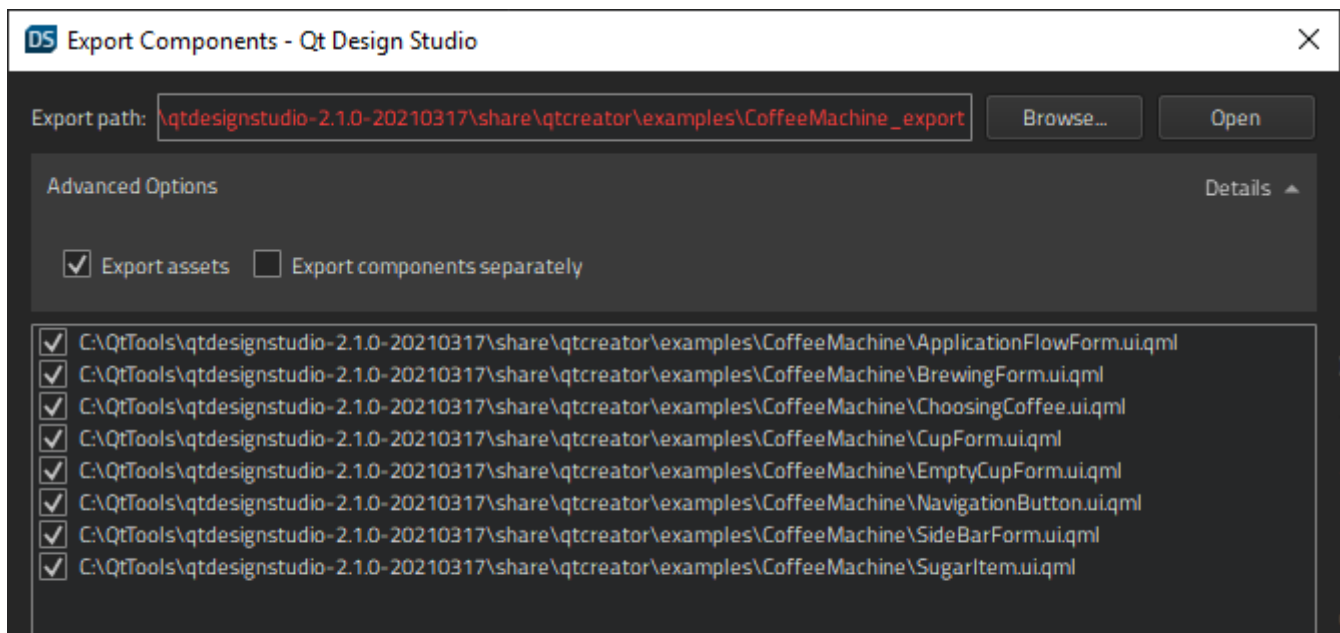 DS Export Components - Qt Design Studio
Export path: \qtdesignstudio-2.1.0-20210317\share\qtcreator\examples\CoffeeMachine_export Browse... Open
Advanced Options Details
Export assets Export components separately
C:\QtTools\qtdesignstudio-2.1.0-20210317\share\qtcreator\examples\CoffeeMachine\ApplicationFlowForm.ui.qml
C:\QtTools\qtdesignstudio-2.1.0-20210317\share\qtcreator\examples\CoffeeMachine\BrewingForm.ui.qml
C:\QtTools\qtdesignstudio-2.1.0-20210317\share\qtcreator\examples\CoffeeMachine\ChoosingCoffee.ui.qml
C:\QtTools\qtdesignstudio-2.1.0-20210317\share\qtcreator\examples\CoffeeMachine\CupForm.ui.qml
C:\QtTools\qtdesignstudio-2.1.0-20210317\share\qtcreator\examples\CoffeeMachine\EmptyCupForm.ui.qml
C:\QtTools\qtdesignstudio-2.1.0-20210317\share\qtcreator\examples\CoffeeMachine\NavigationButton.ui.qml
C:\QtTools\qtdesignstudio-2.1.0-20210317\share\qtcreator\examples\CoffeeMachine\SideBarForm.ui.qml
C:\QtTools\qtdesignstudio-2.1.0-20210317\share\qtcreator\examples\CoffeeMachine\SugarItem.ui.qml